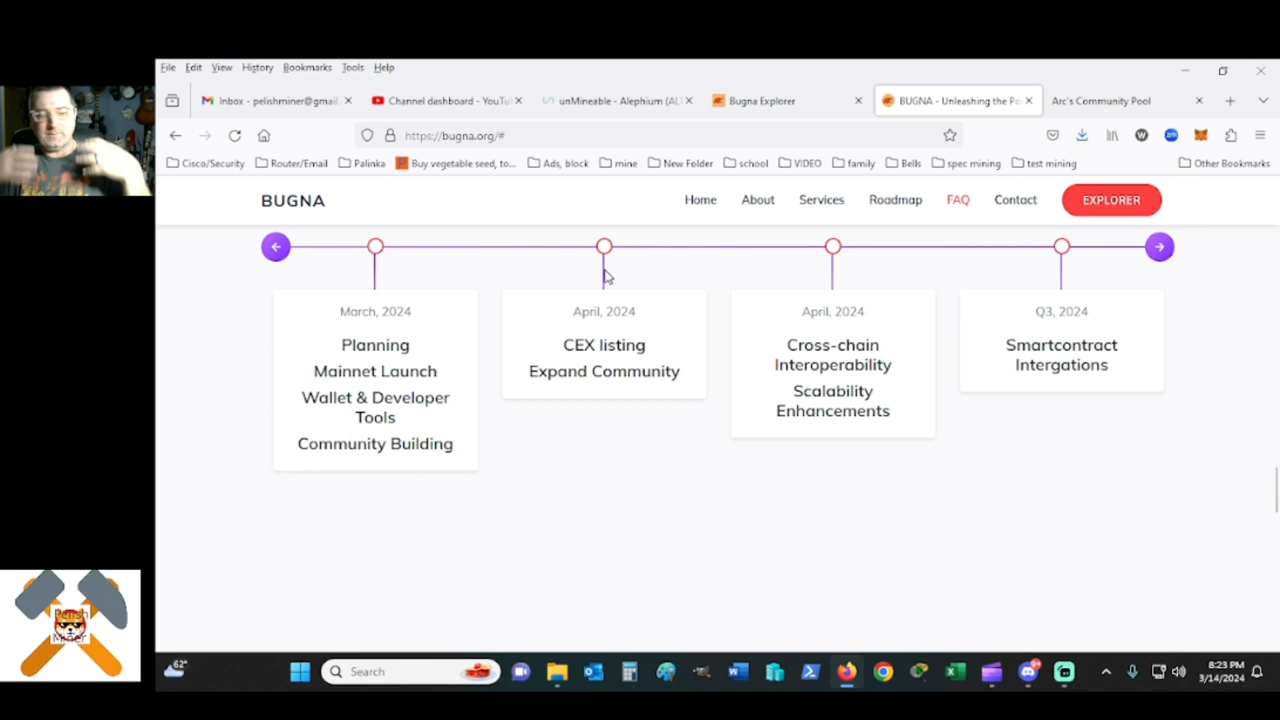 File Edit View History Bookmarks Tools Help
Inbox - pelishminer@gmail.
Channel dashboard - YouTu
unMineable - Alephium (AL
Bugna Explorer
BUGNA - Unleashing the Po
Arc's Community Pool
https://bugna.org/#
Cisco/Security Router/Email Palinka Buy vegetable seed, to... Ads, block mine New Folder school VIDEO family Bells spec mining test mining Other Bookmarks
BUGNA
Home About Services Roadmap FAQ Contact EXPLORER
March, 2024
Planning
Mainnet Launch
Wallet & Developer
Tools
Community Building
April, 2024
CEX listing
Expand Community
April, 2024
Cross-chain
Interoperability
Scalability
Enhancements
Q3, 2024
Smartcontract
Intergations
Pelish
Miner
62°
Search
8:23 PM
3/14/2024